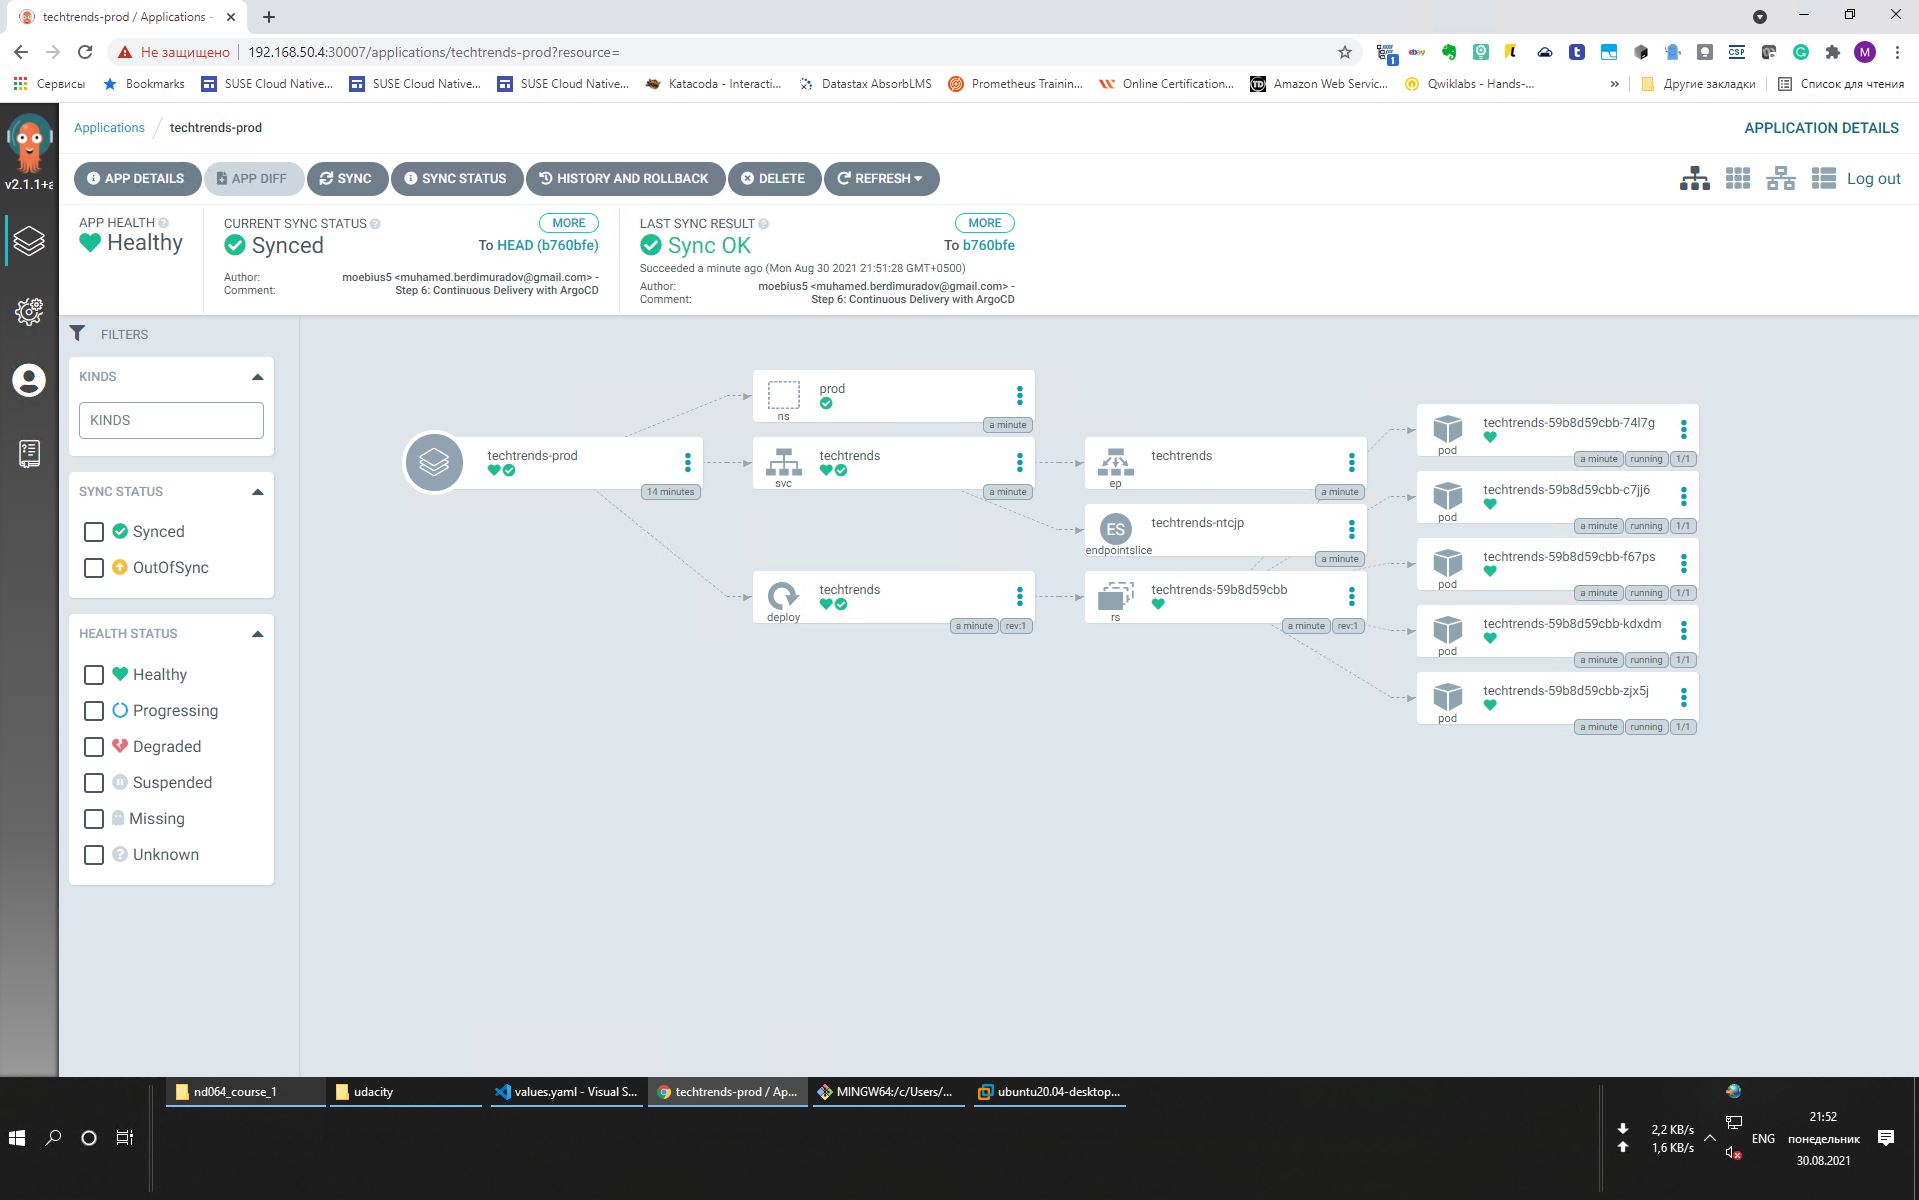 techtrends-prod / Applications -
Не защищено
192.168.50.4:30007/applications/techtrends-prod?resource=
1
CSP
M
Сервисы
Bookmarks
SUSE Cloud Native...
SUSE Cloud Native...
SUSE Cloud Native...
Katacoda - Interacti...
Datastax AbsorbLMS
Prometheus Trainin...
Online Certification...
Amazon Web Servic...
Qwiklabs - Hands-...
»
Другие закладки
Список для чтения
v2.1.1+a
Applications
techtrends-prod
APPLICATION DETAILS
APP DETAILS
APP DIFF
SYNC
SYNC STATUS
HISTORY AND ROLLBACK
DELETE
REFRESH
Log out
APP HEALTH
Healthy
CURRENT SYNC STATUS
MORE
Synced
To HEAD (b760bfe)
Author: moebius5 <muhamed.berdimuradov@gmail.com> -
Comment: Step 6: Continuous Delivery with ArgoCD
LAST SYNC RESULT
MORE
Sync OK
To b760bfe
Succeeded a minute ago (Mon Aug 30 2021 21:51:28 GMT+0500)
Author: moebius5 <muhamed.berdimuradov@gmail.com> -
Comment: Step 6: Continuous Delivery with ArgoCD
FILTERS
KINDS
KINDS
SYNC STATUS
Synced
OutOfSync
HEALTH STATUS
Healthy
Progressing
Degraded
Suspended
Missing
Unknown
techtrends-prod
14 minutes
prod
ns
a minute
techtrends
svc
a minute
techtrends
deploy
a minute rev:1
techtrends
ep
a minute
ES
techtrends-ntcjp
endpointslice
a minute
techtrends-59b8d59cbb
rs
a minute rev:1
techtrends-59b8d59cbb-74l7g
pod
a minute running 1/1
techtrends-59b8d59cbb-c7jj6
pod
a minute running 1/1
techtrends-59b8d59cbb-f67ps
pod
a minute running 1/1
techtrends-59b8d59cbb-kdxdm
pod
a minute running 1/1
techtrends-59b8d59cbb-zjx5j
pod
a minute running 1/1
nd064_course_1
udacity
values.yaml - Visual S...
techtrends-prod / Ap...
MINGW64:/c/Users/...
ubuntu20.04-desktop...
2,2 KB/s
1,6 KB/s
ENG
21:52
понедельник
30.08.2021